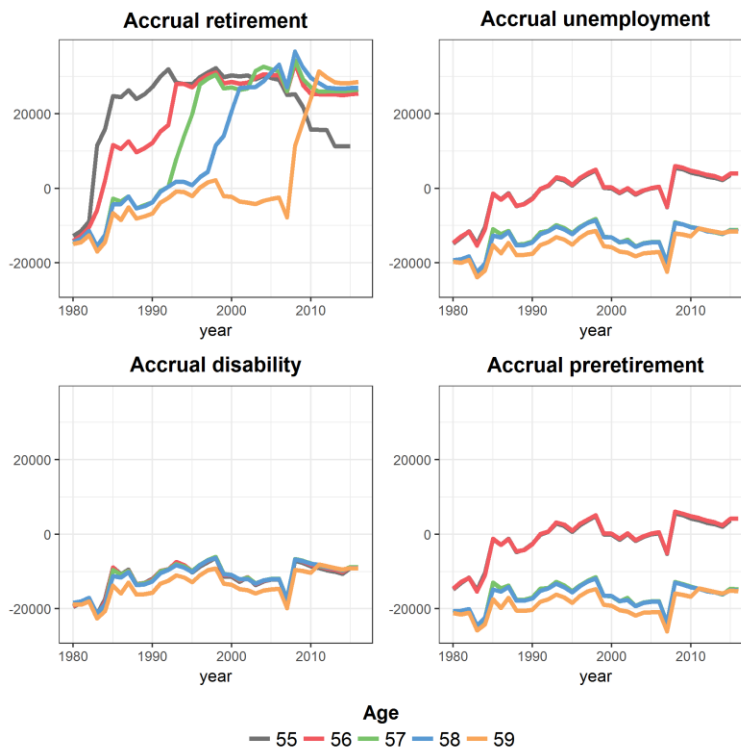 Accrual retirement
20000
0
-20000
1980 1990 2000 2010
year
Accrual unemployment
20000
0
-20000
1980 1990 2000 2010
year
Accrual disability
20000
0
-20000
1980 1990 2000 2010
year
Accrual preretirement
20000
0
-20000
1980 1990 2000 2010
year
Age
55 56 57 58 59